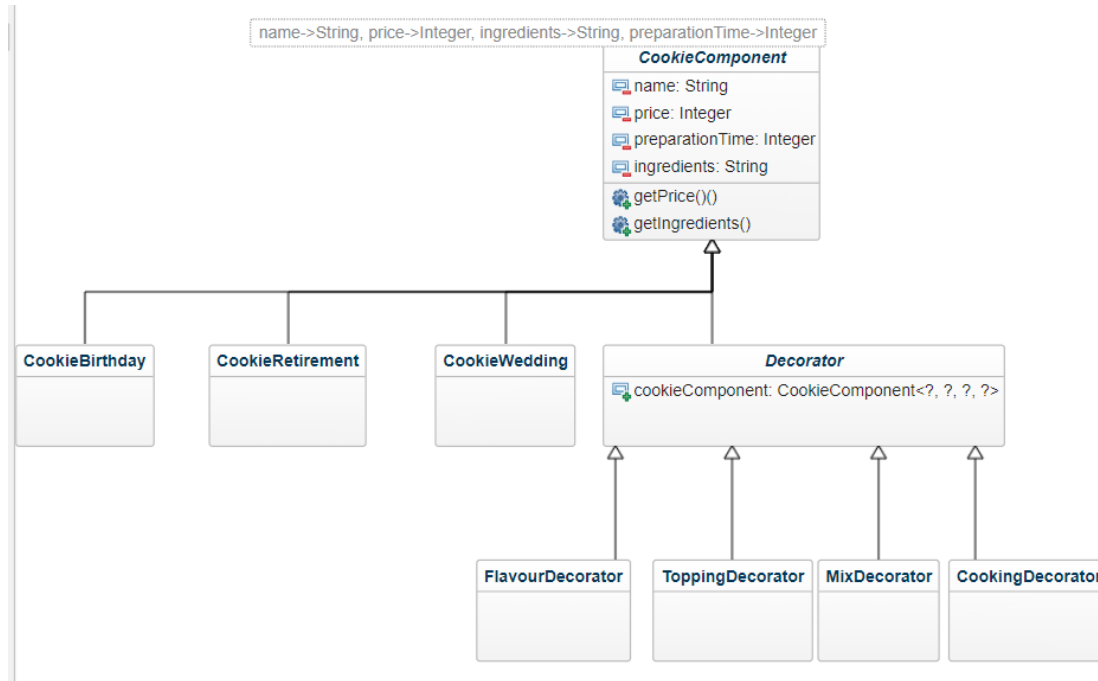 name->String, price->Integer, ingredients->String, preparationTime->Integer
CookieComponent
name: String
price: Integer
preparationTime: Integer
ingredients: String
getPrice()()
getIngredients()
CookieBirthday
CookieRetirement
CookieWedding
Decorator
cookieComponent: CookieComponent<?, ?, ?, ?>
FlavourDecorator
ToppingDecorator
MixDecorator
CookingDecorator